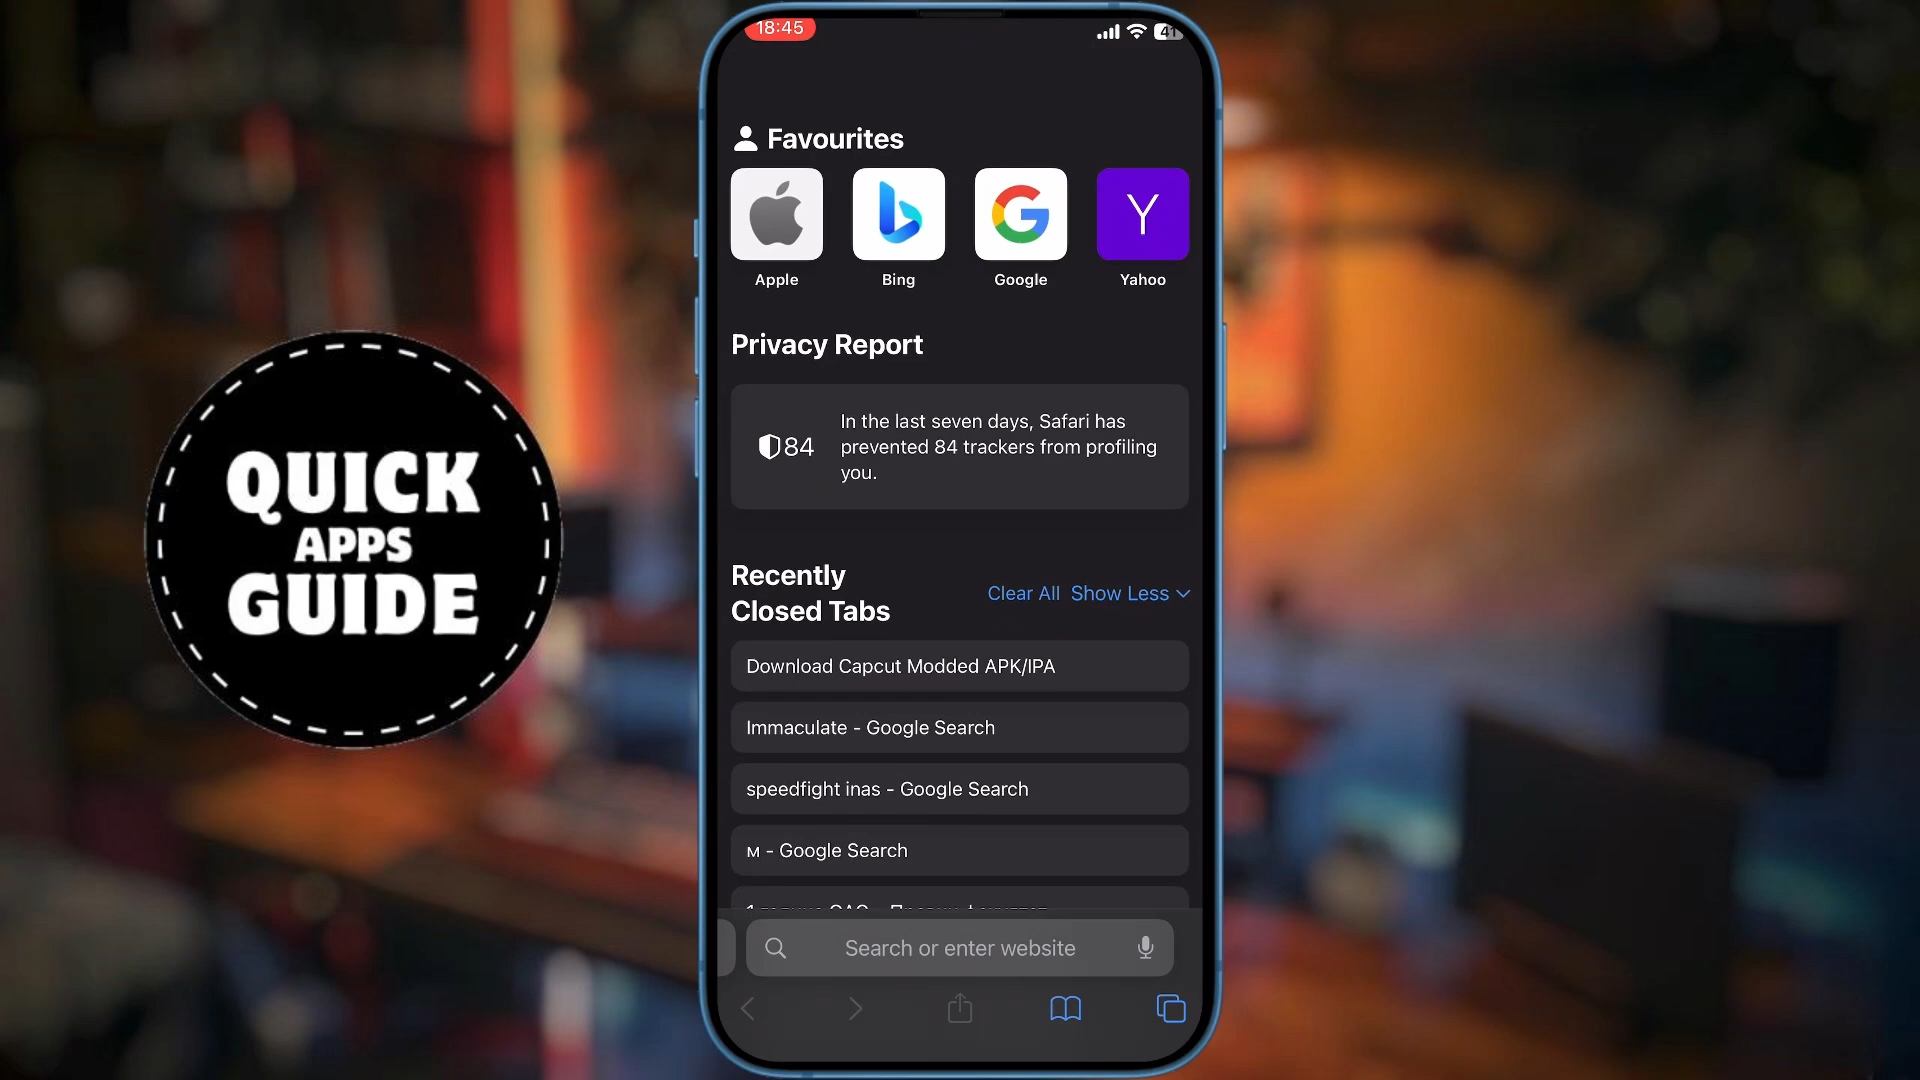 QUICK
APPS
GUIDE
18:45
41
Favourites
Y
Apple
Bing
Google
Yahoo
Privacy Report
84
In the last seven days, Safari has
prevented 84 trackers from profiling
you.
Recently
Closed Tabs
Clear All
Show Less
Download Capcut Modded APK/IPA
Immaculate - Google Search
speedfight inas - Google Search
м - Google Search
Search or enter website